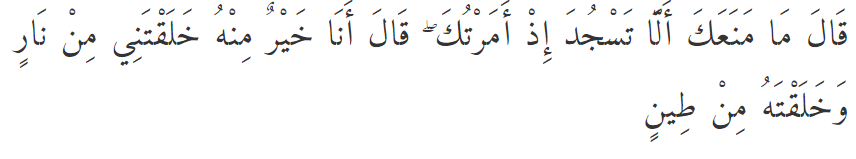 قَالَ مَا مَنَعَكَ أَلَّا تَسْجُدَ إِذْ أَمَرْتُكَ ۖ قَالَ أَنَا خَيْرٌ مِنْهُ خَلَقْتَنِي مِنْ نَارٍ
وَخَلَقْتَهُ مِنْ طِينٍ